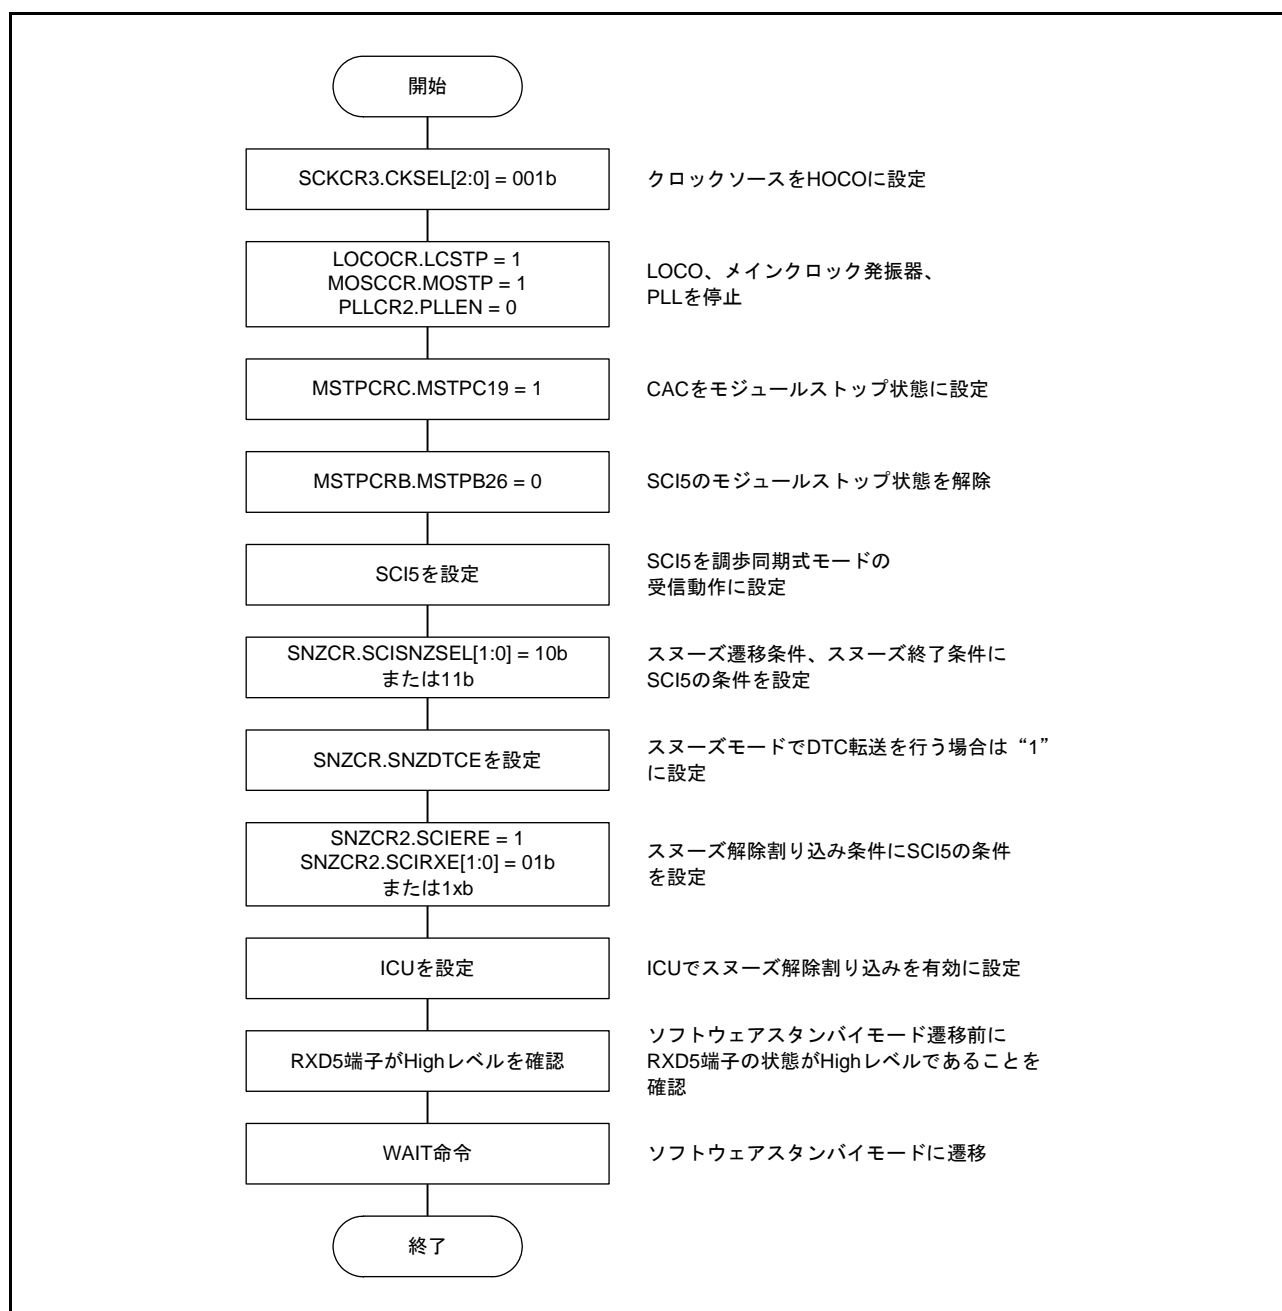 開始
SCKCR3.CKSEL[2:0] = 001b
クロックソースをHOCOに設定
LOCOCR.LCSTP = 1
MOSCCR.MOSTP = 1
PLLCR2.PLLEN = 0
LOCO、メインクロック発振器、
PLLを停止
MSTPCRC.MSTPC19 = 1
CACをモジュールストップ状態に設定
MSTPCRB.MSTPB26 = 0
SCI5のモジュールストップ状態を解除
SCI5を設定
SCI5を調歩同期式モードの
受信動作に設定
SNZCR.SCISNZSEL[1:0] = 10b
または11b
スヌーズ遷移条件、スヌーズ終了条件に
SCI5の条件を設定
SNZCR.SNZDTCEを設定
スヌーズモードでDTC転送を行う場合は“1”
に設定
SNZCR2.SCIERE = 1
SNZCR2.SCIRXE[1:0] = 01b
または1xb
スヌーズ解除割り込み条件にSCI5の条件
を設定
ICUを設定
ICUでスヌーズ解除割り込みを有効に設定
RXD5端子がHighレベルを確認
ソフトウェアスタンバイモード遷移前に
RXD5端子の状態がHighレベルであることを
確認
WAIT命令
ソフトウェアスタンバイモードに遷移
終了